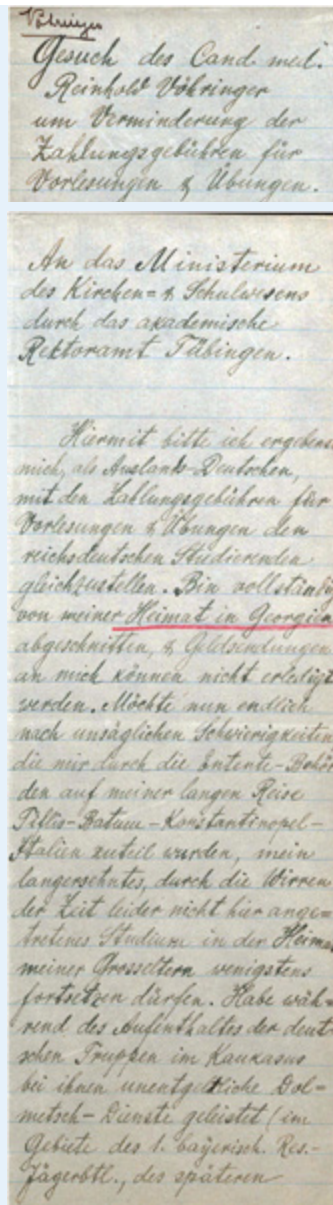 Vöhringer
Gesuch des Cand med.
Reinhold Vöhringer
um Verminderung der
Zahlungsgebühren für
Vorlesungen & Übungen.
An das Ministerium
des Kirchen= & Schulwesens
durch das akademische
Rektoramt Tübingen.
Hiermit bitte ich ergebenst
mich, als Ausland-Deutschen,
mit den Zahlungsgebühren für
Vorlesungen & Übungen den
reichsdeutschen Studierenden
gleichzustellen. Bin vollständig
von meiner Heimat in Georgien
abgeschnitten, & Geldsendungen
an mich können nicht erledigt
werden. Möchte nun endlich
nach unsäglichen Schwierigkeiten
die mir durch die Entente-Behör
den auf meiner langen Reise
Tiflis-Batum-Konstantinopel-
Italien zuteil wurden, mein
langersehntes, durch die Wirren
der Zeit leider nicht hier ange=
tretenes Studium in der Heimat
meiner Grosseltern wenigstens
fortsetzen dürfen. Habe wäh=
rend des Aufenthaltes der deut=
schen Truppen im Kaukasus
bei ihnen unentgeltliche Dol=
metsch-Dienste geleistet (im
Gebiete des 1. bayerisch. Res.-
Jägerbtl., des späteren